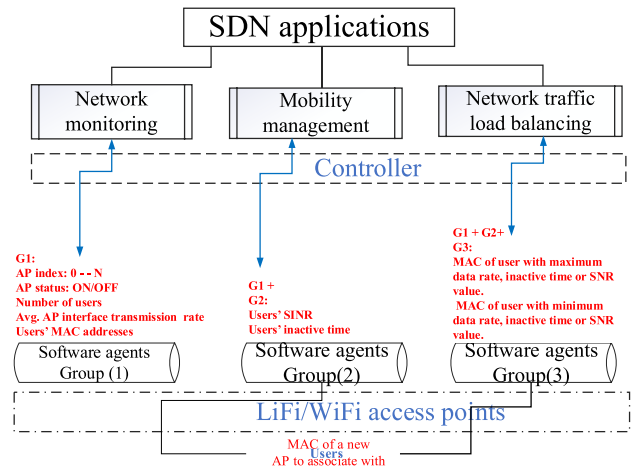 SDN applications
Network
monitoring
Mobility
management
Network traffic
load balancing
Controller
G1:
AP index: 0 - - N
AP status: ON/OFF
Number of users
Avg. AP interface transmission rate
Users’ MAC addresses
G1 +
G2:
Users’ SINR
Users’ inactive time
G1 + G2+
G3:
MAC of user with maximum
data rate, inactive time or SNR
value.
MAC of user with minimum
data rate, inactive time or SNR
value.
Software agents
Group (1)
Software agents
Group(2)
Software agents
Group(3)
LiFi/WiFi access points
MAC of a new
Users
AP to associate with